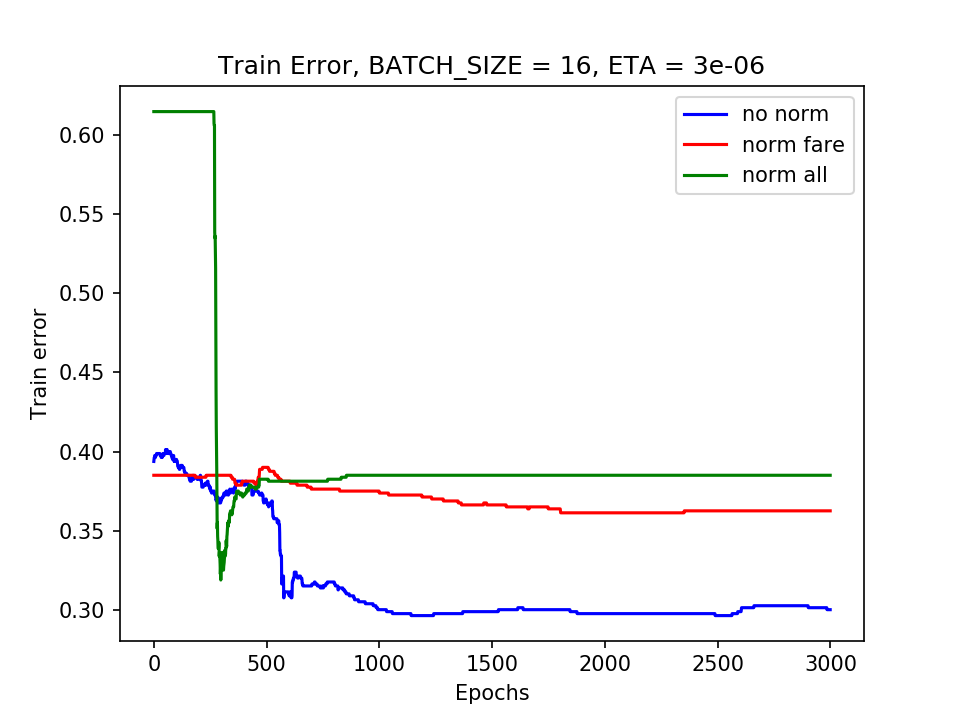 Train Error, BATCH_SIZE = 16, ETA = 3e-06
no norm
norm fare
norm all
Train error
0.60
0.55
0.50
0.45
0.40
0.35
0.30
0 500 1000 1500 2000 2500 3000
Epochs